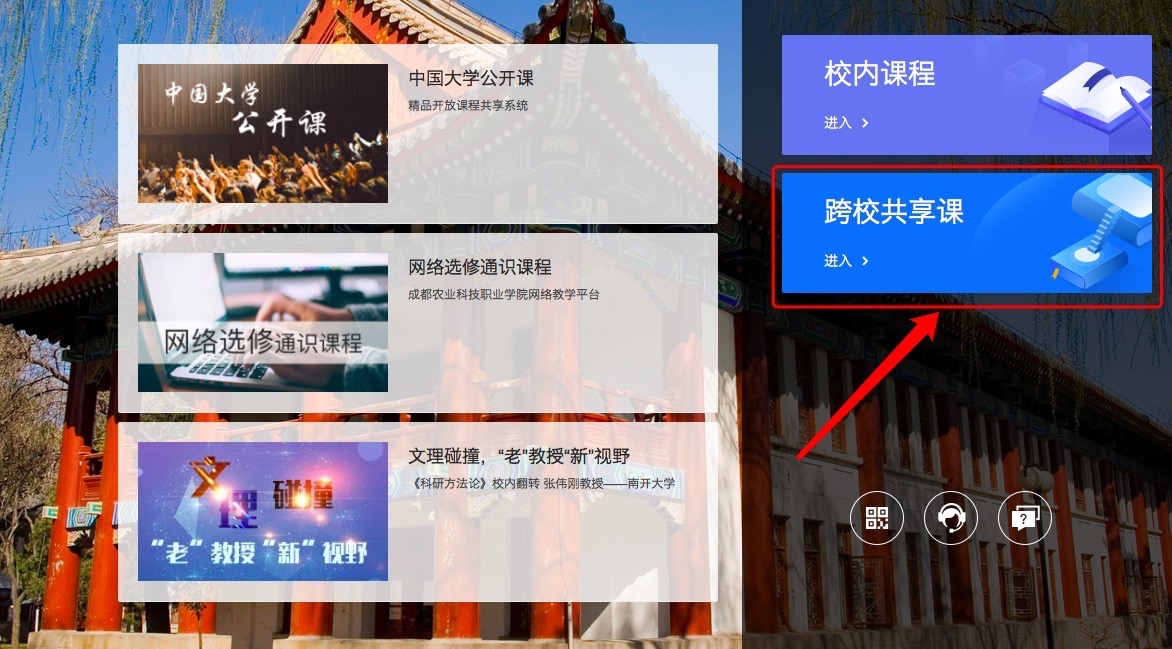 中国大学
公开课
中国大学公开课
精品开放课程共享系统
网络选修通识课程
网络选修通识课程
成都农业科技职业学院网络教学平台
文理碰撞
“老”教授“新”视野
文理碰撞，“老”教授“新”视野
《科研方法论》校内翻转 张伟刚教授——南开大学
校内课程
进入 >
跨校共享课
进入 >
?